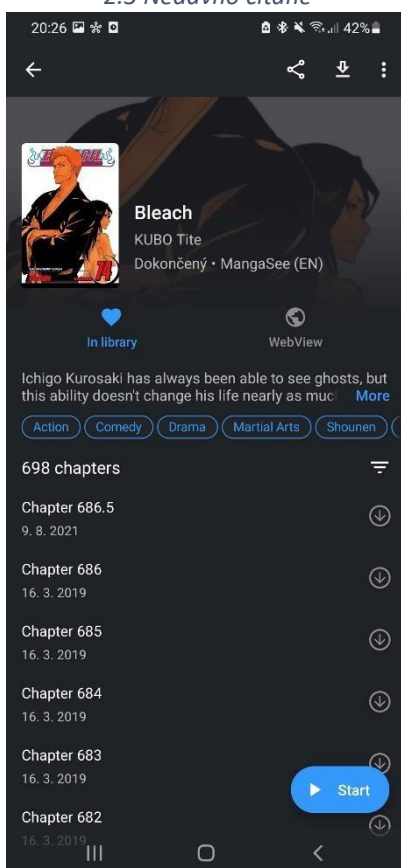 2.3 Nedávno čítané
20:26 42%
Bleach
KUBO Tite
Dokončený • MangaSee (EN)
In library WebView
Ichigo Kurosaki has always been able to see ghosts, but
this ability doesn't change his life nearly as muc More
Action Comedy Drama Martial Arts Shounen
698 chapters
Chapter 686.5
9. 8. 2021
Chapter 686
16. 3. 2019
Chapter 685
16. 3. 2019
Chapter 684
16. 3. 2019
Chapter 683
16. 3. 2019
Start
Chapter 682
16. 3. 2019